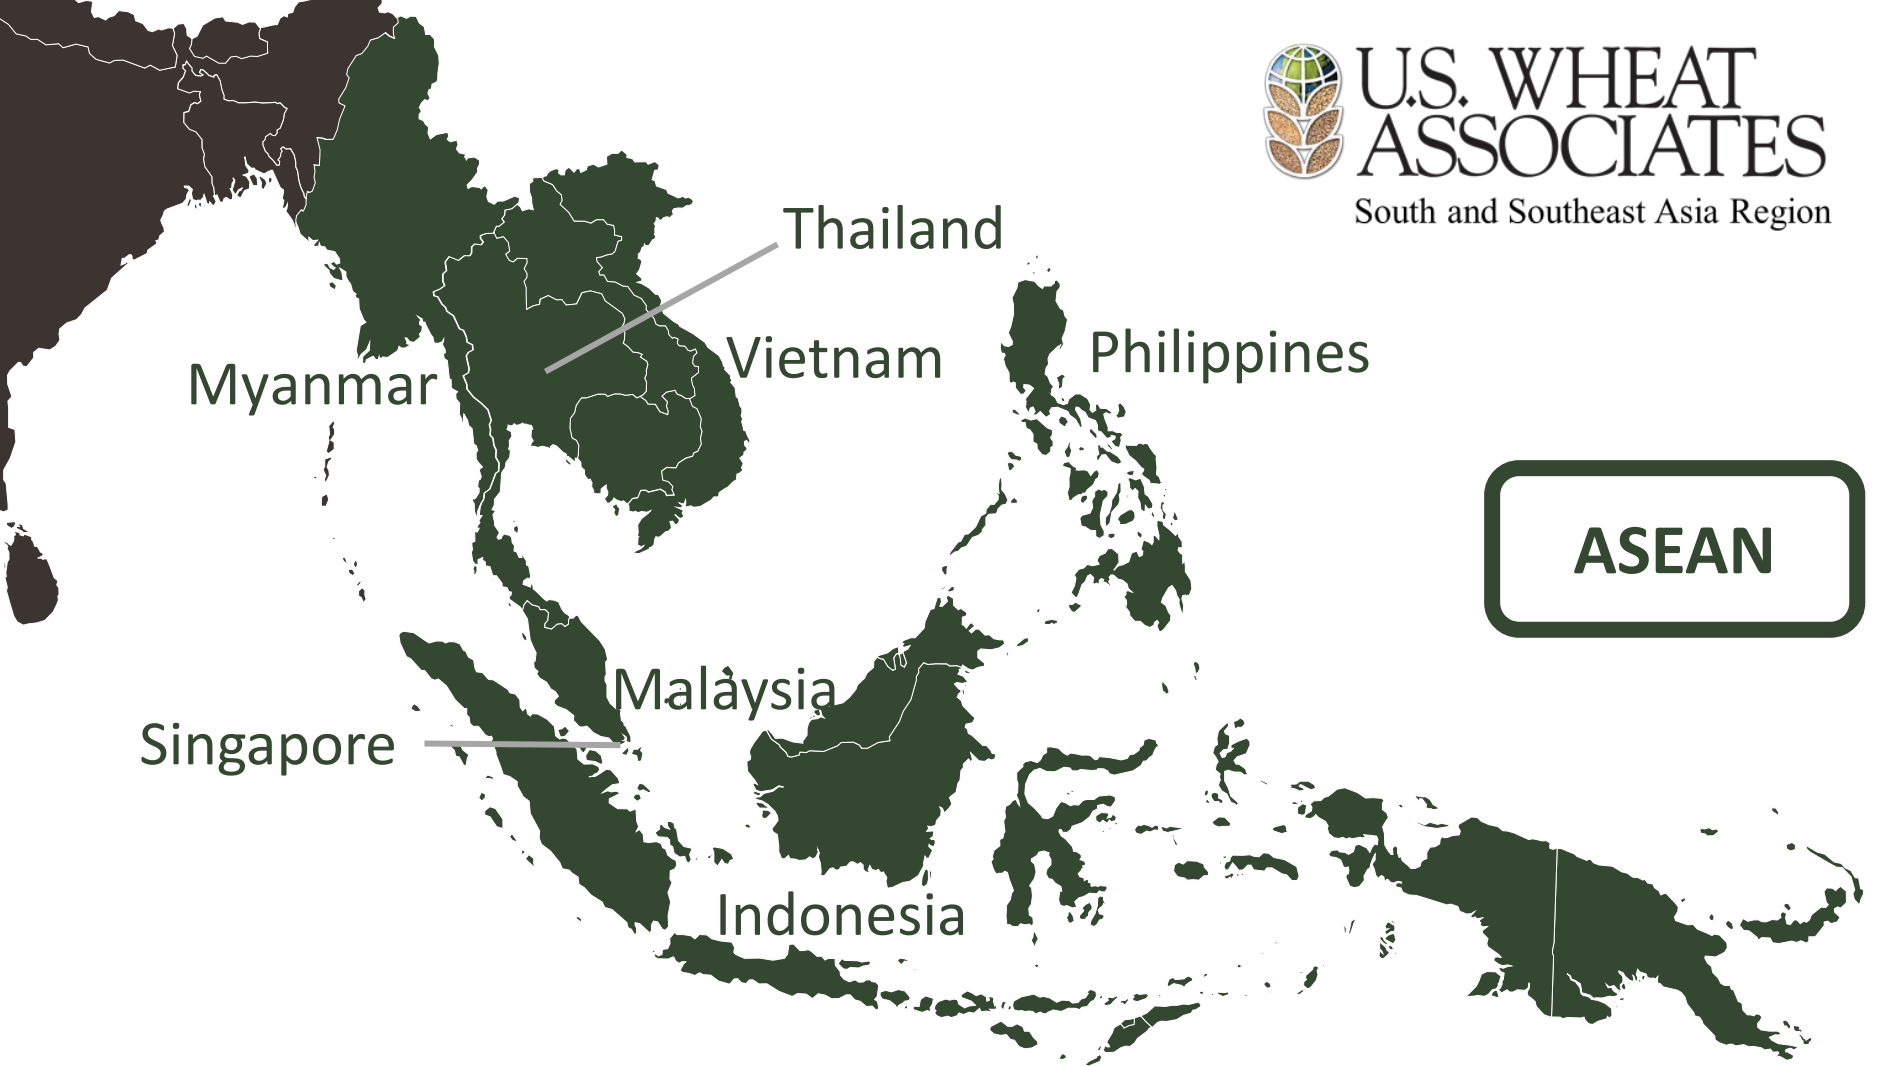 U.S. WHEAT
ASSOCIATES
South and Southeast Asia Region
Thailand
Vietnam
Philippines
Myanmar
ASEAN
Malaysia
Singapore
Indonesia